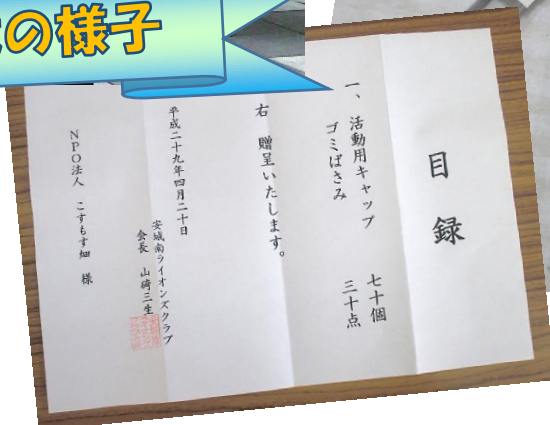 の様子
目録
一、活動用キャップ 七十個
ゴミばさみ 三十点
右 贈呈いたします。
平成二十九年四月二十日
安城南ライオンズクラブ
会長 山崎三生
NPO法人 こすもす畑 様